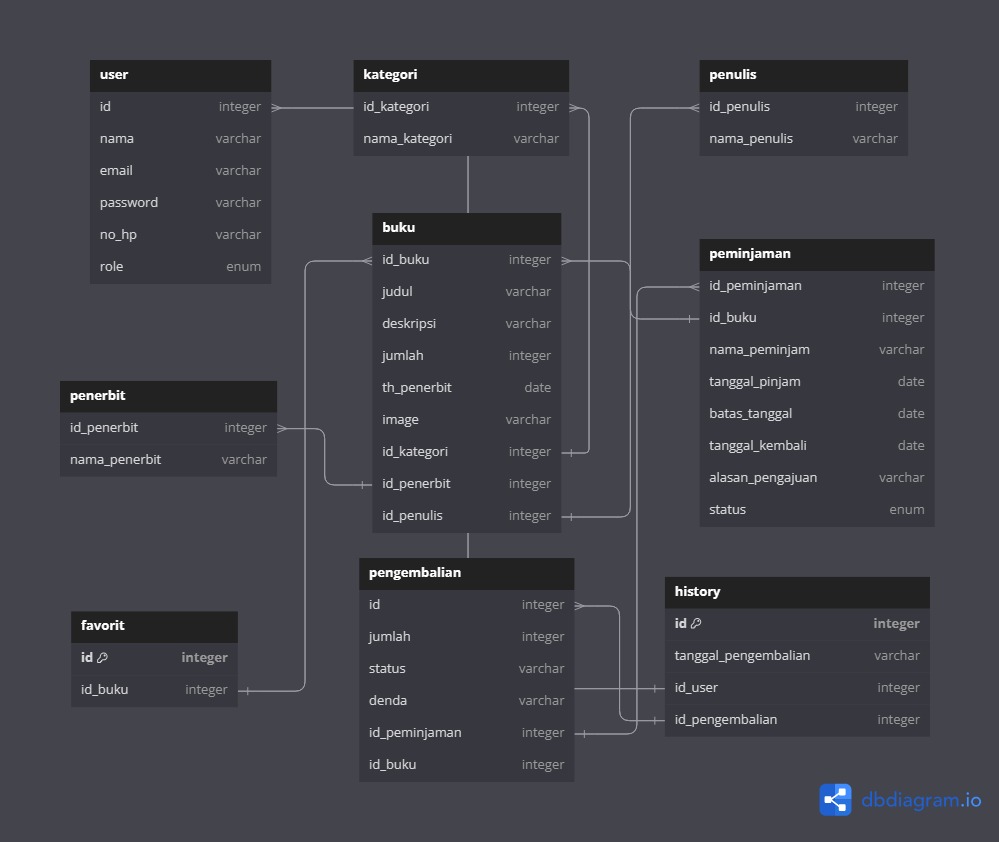 user
id integer
nama varchar
email varchar
password varchar
no_hp varchar
role enum
kategori
id_kategori integer
nama_kategori varchar
penulis
id_penulis integer
nama_penulis varchar
buku
id_buku integer
judul varchar
deskripsi varchar
jumlah integer
th_penerbit date
image varchar
id_kategori integer
id_penerbit integer
id_penulis integer
peminjaman
id_peminjaman integer
id_buku integer
nama_peminjam varchar
tanggal_pinjam date
batas_tanggal date
tanggal_kembali date
alasan_pengajuan varchar
status enum
penerbit
id_penerbit integer
nama_penerbit varchar
favorit
id integer
id_buku integer
pengembalian
id integer
jumlah integer
status varchar
denda varchar
id_peminjaman integer
id_buku integer
history
id integer
tanggal_pengembalian varchar
id_user integer
id_pengembalian integer
dbdiagram.io